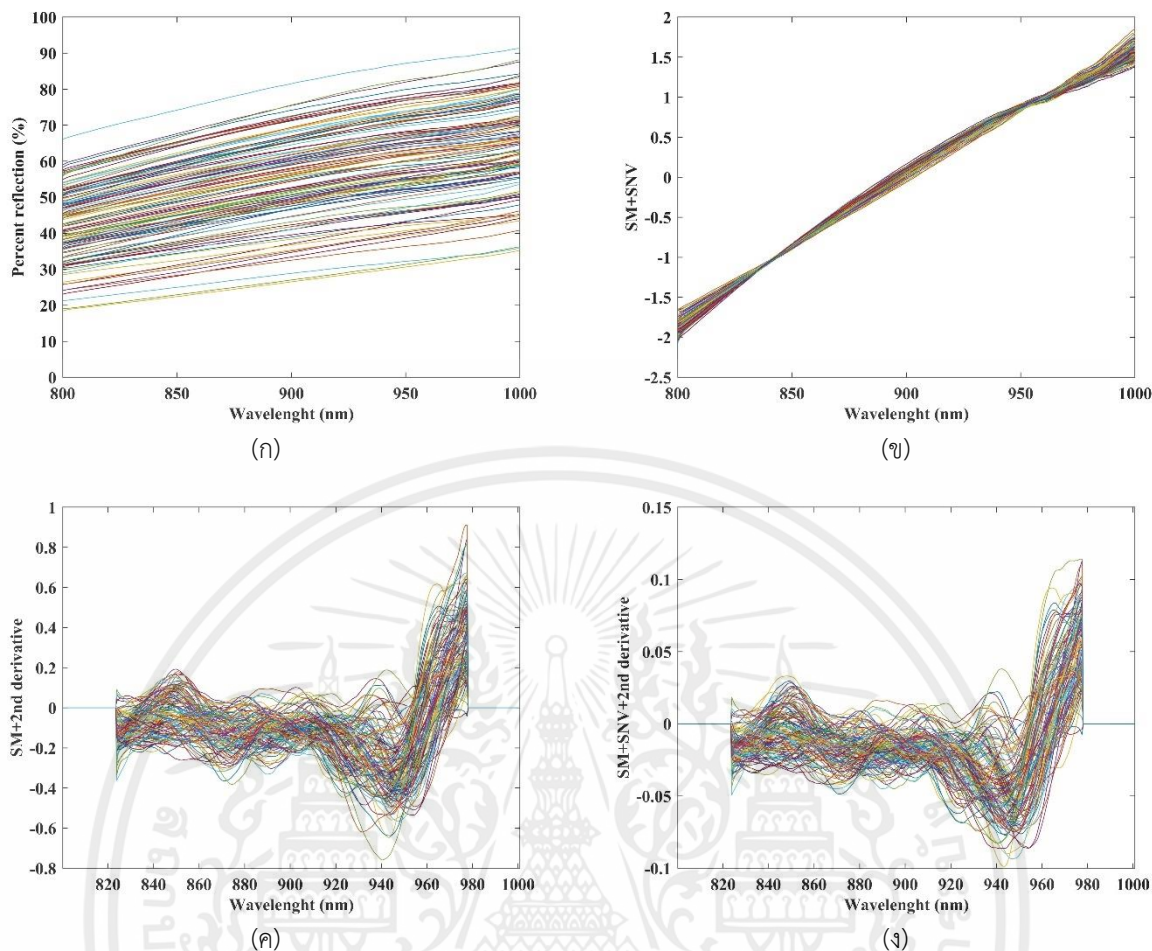 100
90
80
70
60
50
40
30
20
10
0
Percent reflection (%)
800 850 900 950 1000
Wavelenght (nm)
(ก)
2
1.5
1
0.5
0
-0.5
-1
-1.5
-2
-2.5
SM+SNV
800 850 900 950 1000
Wavelenght (nm)
(ข)
1
0.8
0.6
0.4
0.2
0
-0.2
-0.4
-0.6
-0.8
SM+2nd derivative
820 840 860 880 900 920 940 960 980 1000
Wavelenght (nm)
(ค)
0.15
0.1
0.05
0
-0.05
-0.1
SM+SNV+2nd derivative
820 840 860 880 900 920 940 960 980 1000
Wavelenght (nm)
(ง)